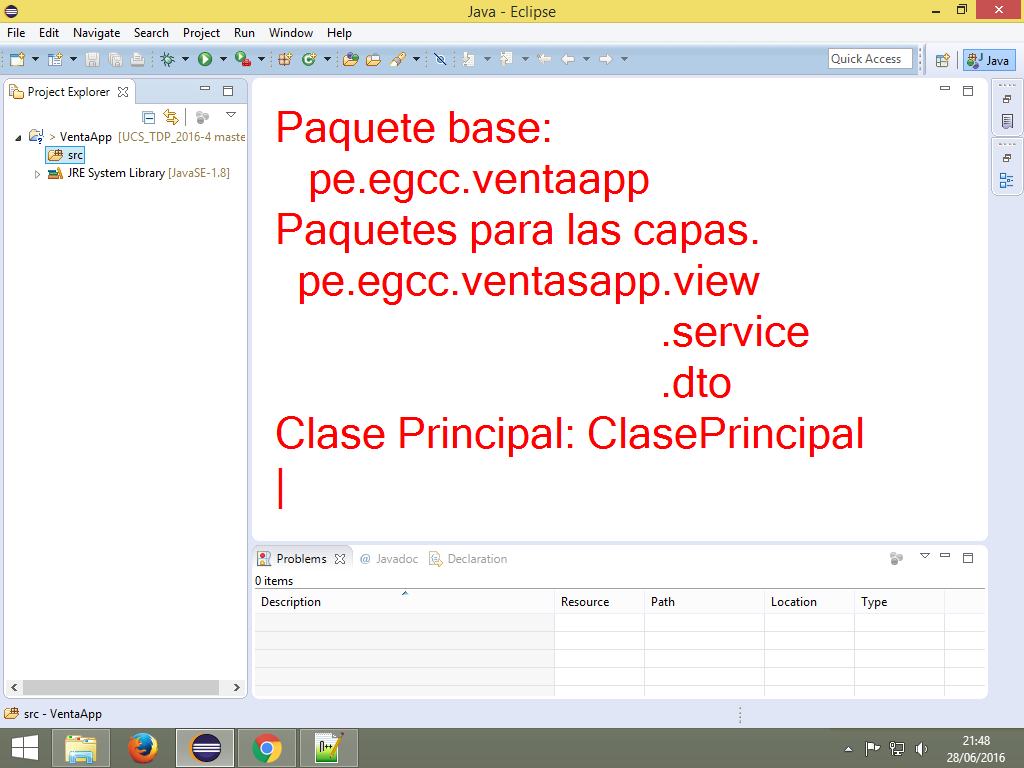 Java - Eclipse
File Edit Navigate Search Project Run Window Help
Quick Access
Java
Project Explorer
> VentaApp [UCS_TDP_2016-4 maste
src
JRE System Library [JavaSE-1.8]
Paquete base:
pe.egcc.ventaapp
Paquetes para las capas.
pe.egcc.ventasapp.view
.service
.dto
Clase Principal: ClasePrincipal
Problems @ Javadoc Declaration
0 items
Description Resource Path Location Type
src - VentaApp
21:48
28/06/2016